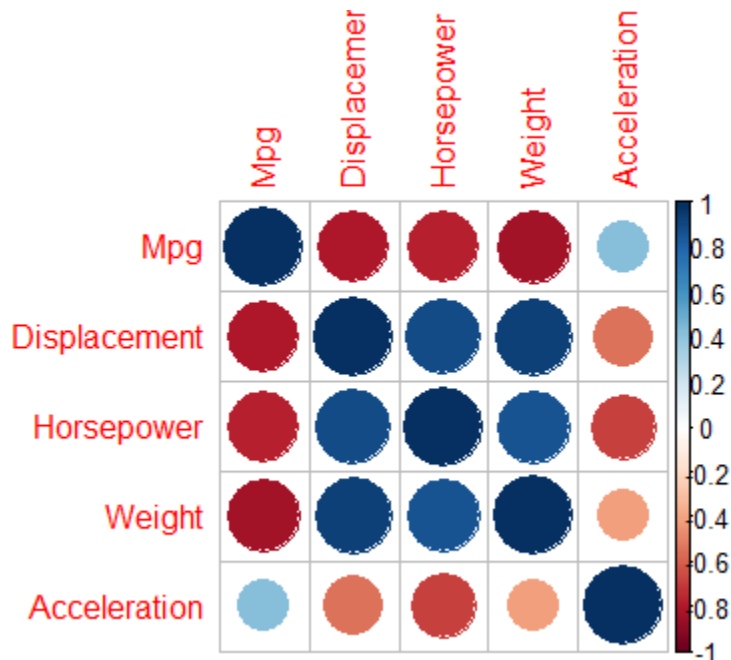 Mpg
Displacemer
Horsepower
Weight
Acceleration
Mpg
Displacement
Horsepower
Weight
Acceleration
1
0.8
0.6
0.4
0.2
0
-0.2
-0.4
-0.6
-0.8
-1